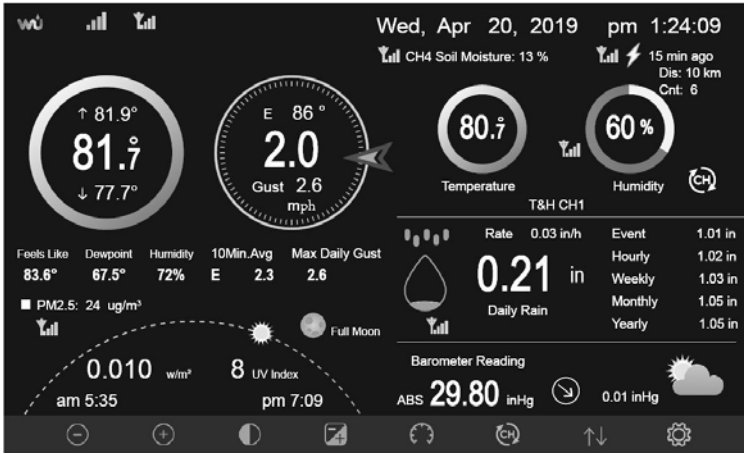 wu
Wed, Apr 20, 2019 pm 1:24:09
CH4 Soil Moisture: 13 %
15 min ago
Dis: 10 km
Cnt: 6
↑ 81.9°
81.7°
↓ 77.7°
E 86 °
2.0
Gust 2.6
mph
80.7°
60 %
Temperature
Humidity
CH
T&H CH1
Feels Like Dewpoint Humidity 10Min.Avg Max Daily Gust
83.6° 67.5° 72% E 2.3 2.6
PM2.5: 24 ug/m³
Full Moon
0.010 w/m² 8 UV Index
am 5:35 pm 7:09
Rate 0.03 in/h
0.21 in
Daily Rain
Event 1.01 in
Hourly 1.02 in
Weekly 1.03 in
Monthly 1.05 in
Yearly 1.05 in
Barometer Reading
ABS 29.80 inHg 0.01 inHg
CH